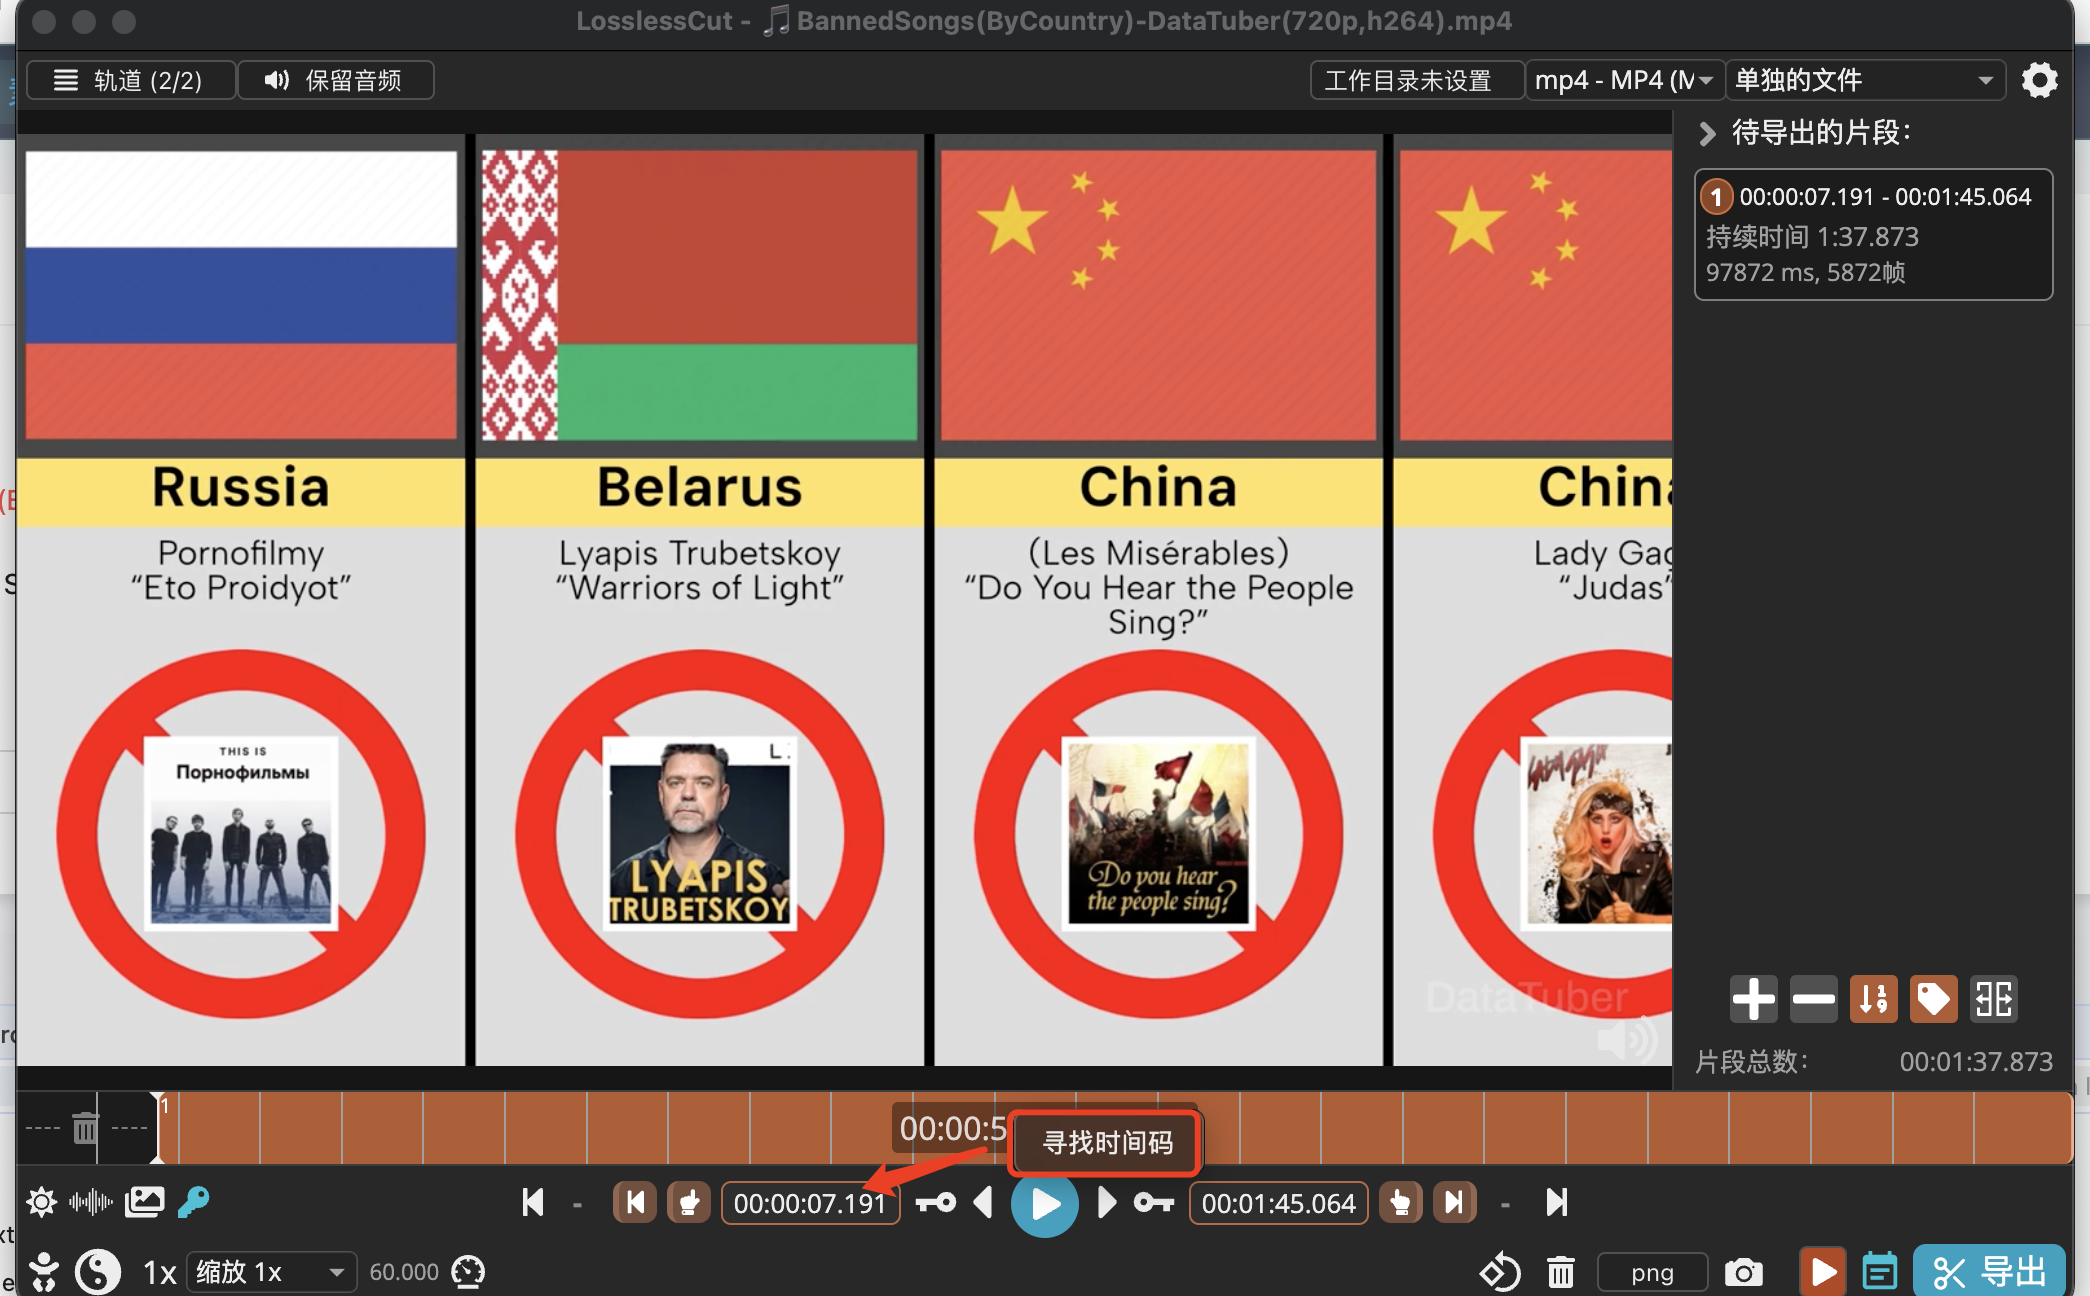 LosslessCut - 🎵BannedSongs(ByCountry)-DataTuber(720p,h264).mp4
轨道 (2/2)
保留音频
工作目录未设置
mp4 - MP4 (M
单独的文件
待导出的片段：
1 00:00:07.191 - 00:01:45.064
持续时间 1:37.873
97872 ms, 5872帧
Russia
Belarus
China
China
Pornofilmy
“Eto Proidyot”
Lyapis Trubetskoy
“Warriors of Light”
(Les Misérables)
“Do You Hear the People
Sing?”
Lady Gag
“Judas”
THIS IS
Порнофильмы
L.
LYAPIS
TRUBETSKOY
Do you hear
the people sing?
DataTuber
1
9
片段总数：
00:01:37.873
1
00:00:5
寻找时间码
-
00:00:07.191
00:01:45.064
-
1x
缩放 1x
60.000
png
导出